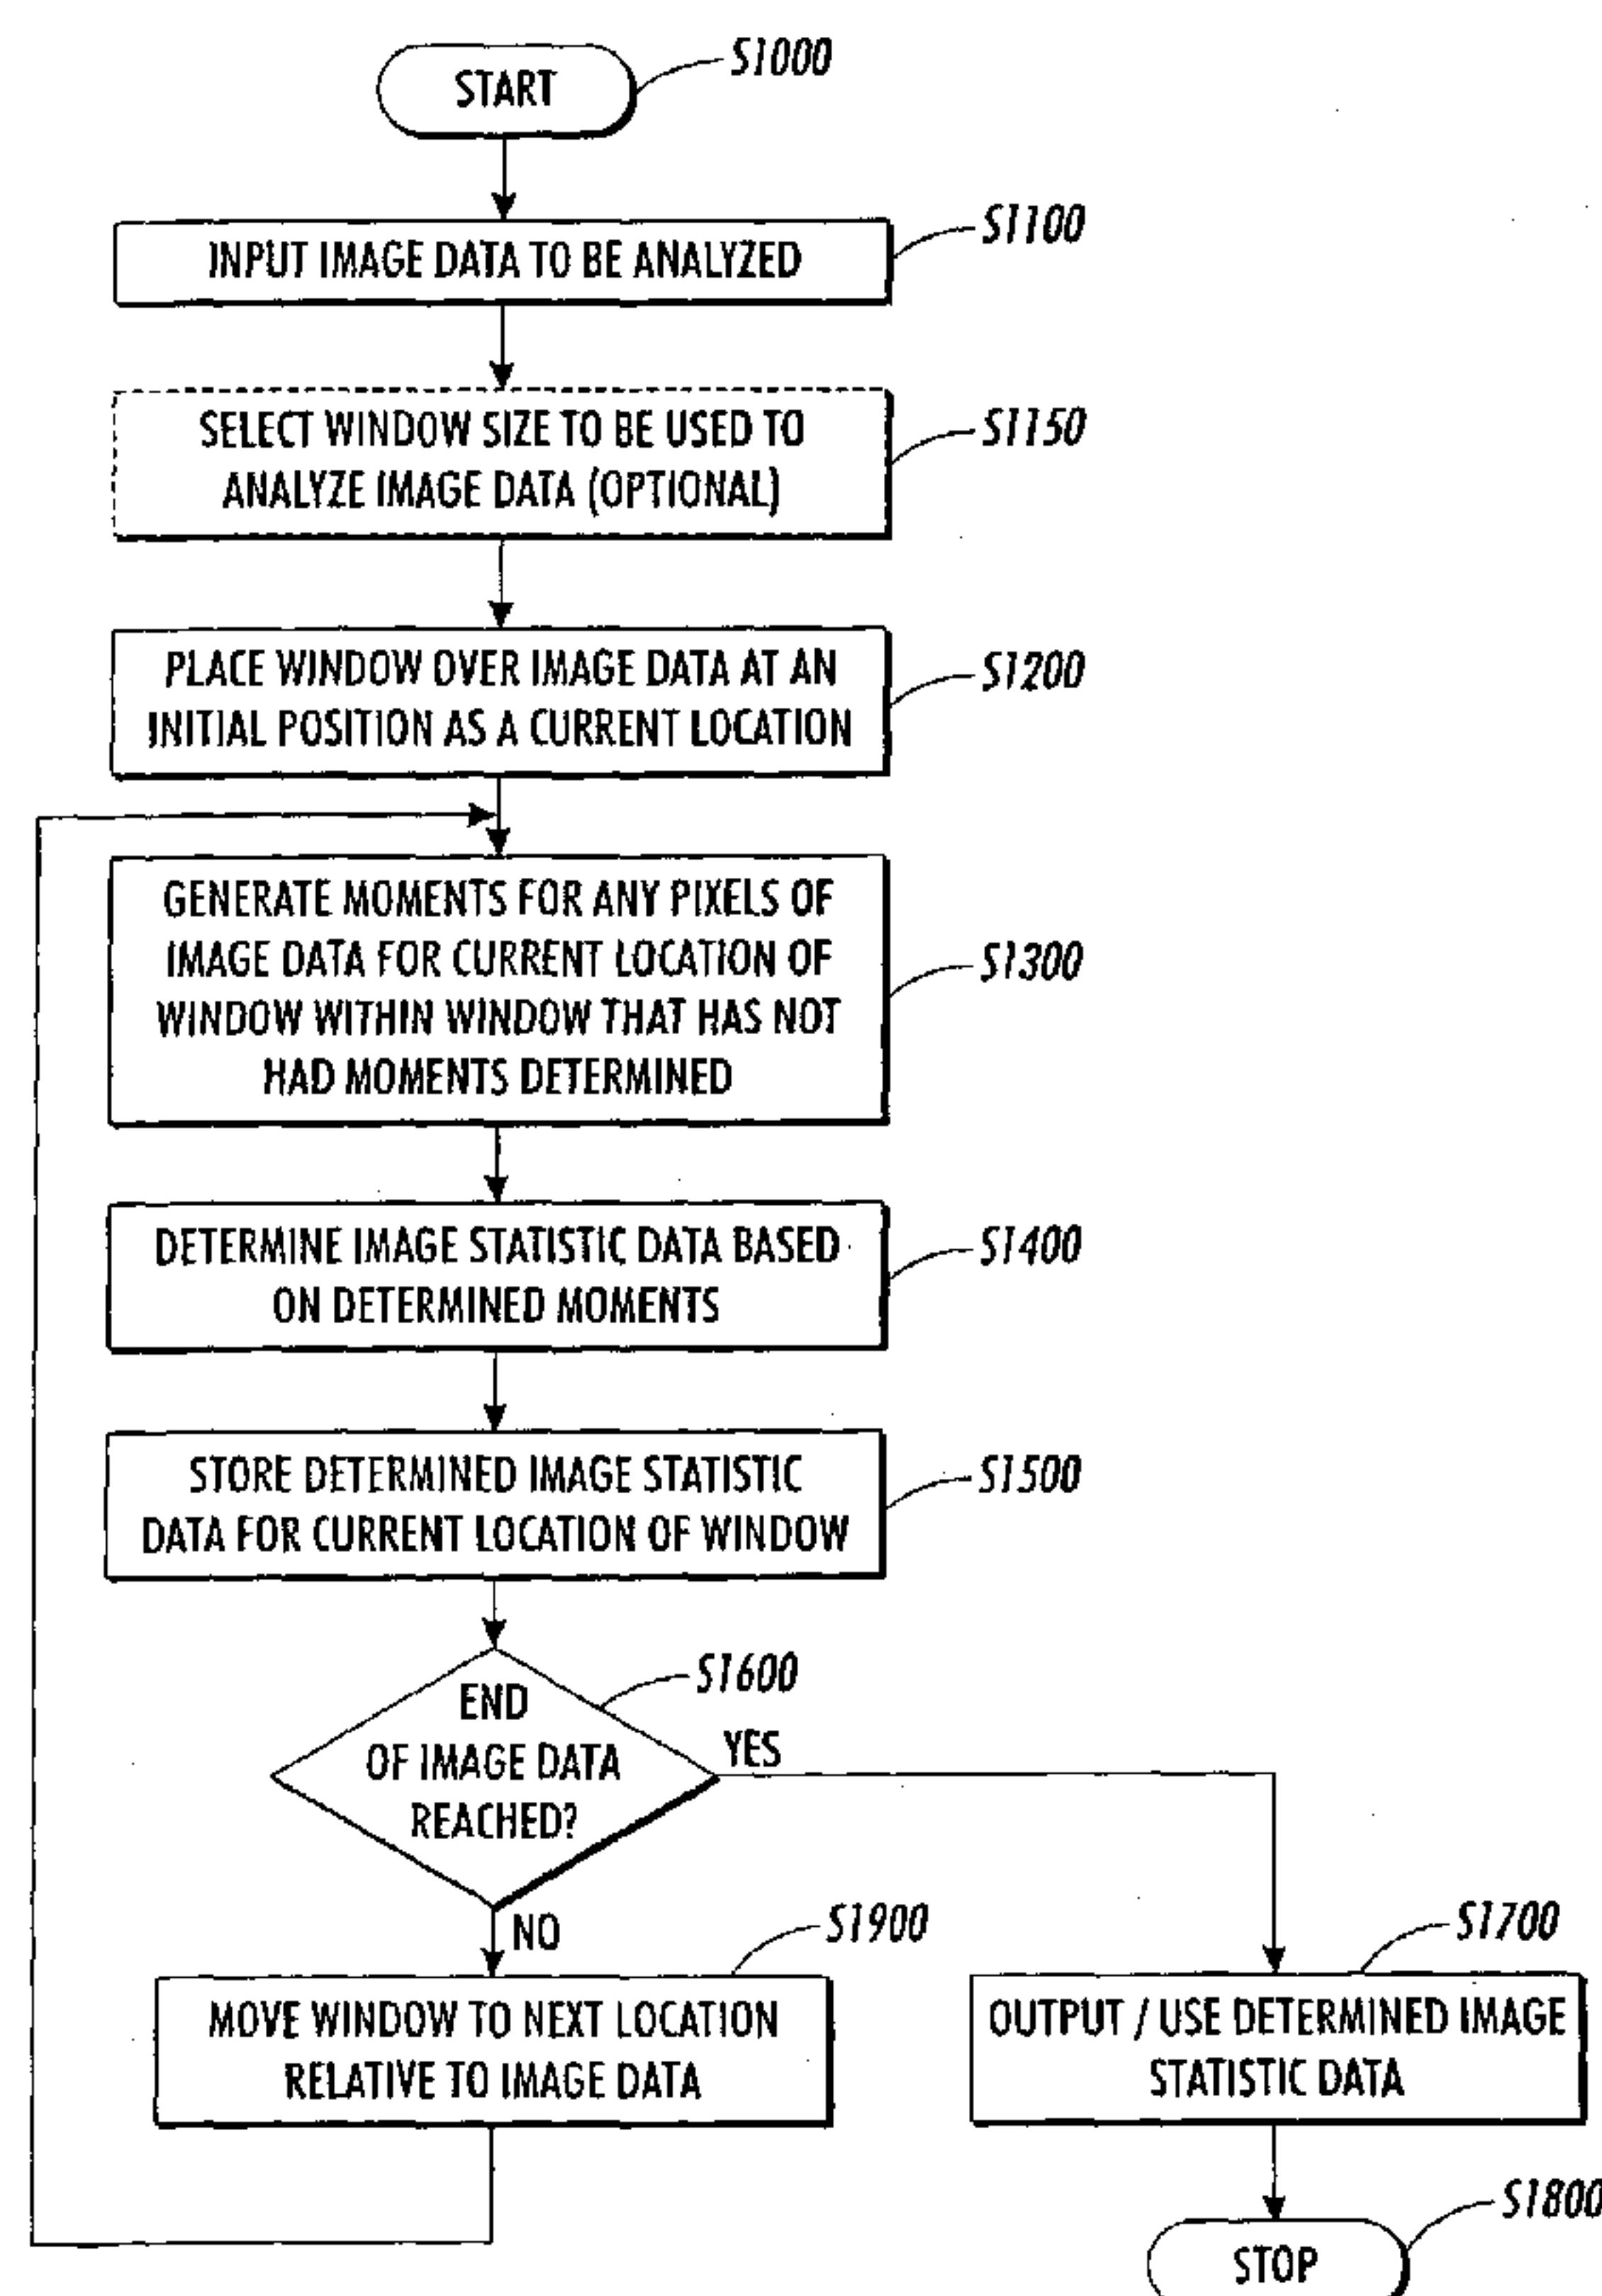 START
S1000
INPUT IMAGE DATA TO BE ANALYZED
S1100
SELECT WINDOW SIZE TO BE USED TO
ANALYZE IMAGE DATA (OPTIONAL)
S1150
PLACE WINDOW OVER IMAGE DATA AT AN
INITIAL POSITION AS A CURRENT LOCATION
S1200
GENERATE MOMENTS FOR ANY PIXELS OF
IMAGE DATA FOR CURRENT LOCATION OF
WINDOW WITHIN WINDOW THAT HAS NOT
HAD MOMENTS DETERMINED
S1300
DETERMINE IMAGE STATISTIC DATA BASED
ON DETERMINED MOMENTS
S1400
STORE DETERMINED IMAGE STATISTIC
DATA FOR CURRENT LOCATION OF WINDOW
S1500
END
OF IMAGE DATA
REACHED?
S1600
YES
NO
S1900
MOVE WINDOW TO NEXT LOCATION
RELATIVE TO IMAGE DATA
S1700
OUTPUT / USE DETERMINED IMAGE
STATISTIC DATA
S1800
STOP